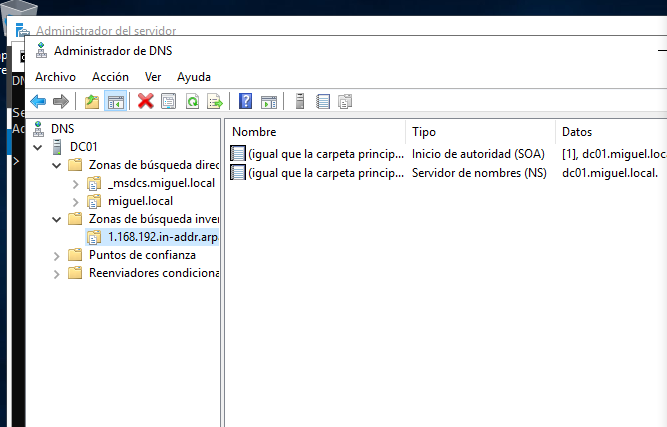 Administrador del servidor
Administrador de DNS
Archivo Acción Ver Ayuda
DNS
DC01
Zonas de búsqueda direc
_msdcs.miguel.local
miguel.local
Zonas de búsqueda inver
1.168.192.in-addr.arpa
Puntos de confianza
Reenviadores condiciona
Nombre Tipo Datos
(igual que la carpeta princip... Inicio de autoridad (SOA) [1], dc01.miguel.loc
(igual que la carpeta princip... Servidor de nombres (NS) dc01.miguel.local.